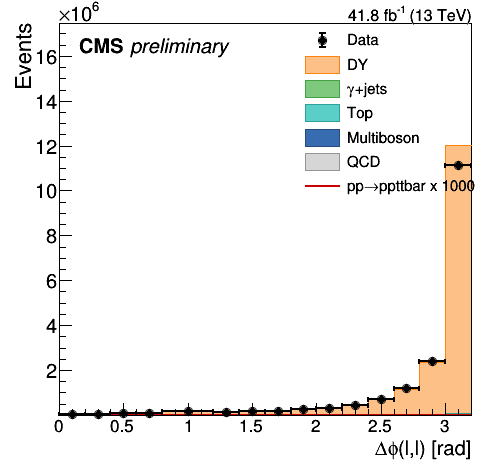 ×10⁶
41.8 fb⁻¹ (13 TeV)
CMS preliminary
Events
16
14
12
10
8
6
4
2
Data
DY
γ+jets
Top
Multiboson
QCD
pp→ppttbar x 1000
0 0.5 1 1.5 2 2.5 3
Δϕ(l,l) [rad]